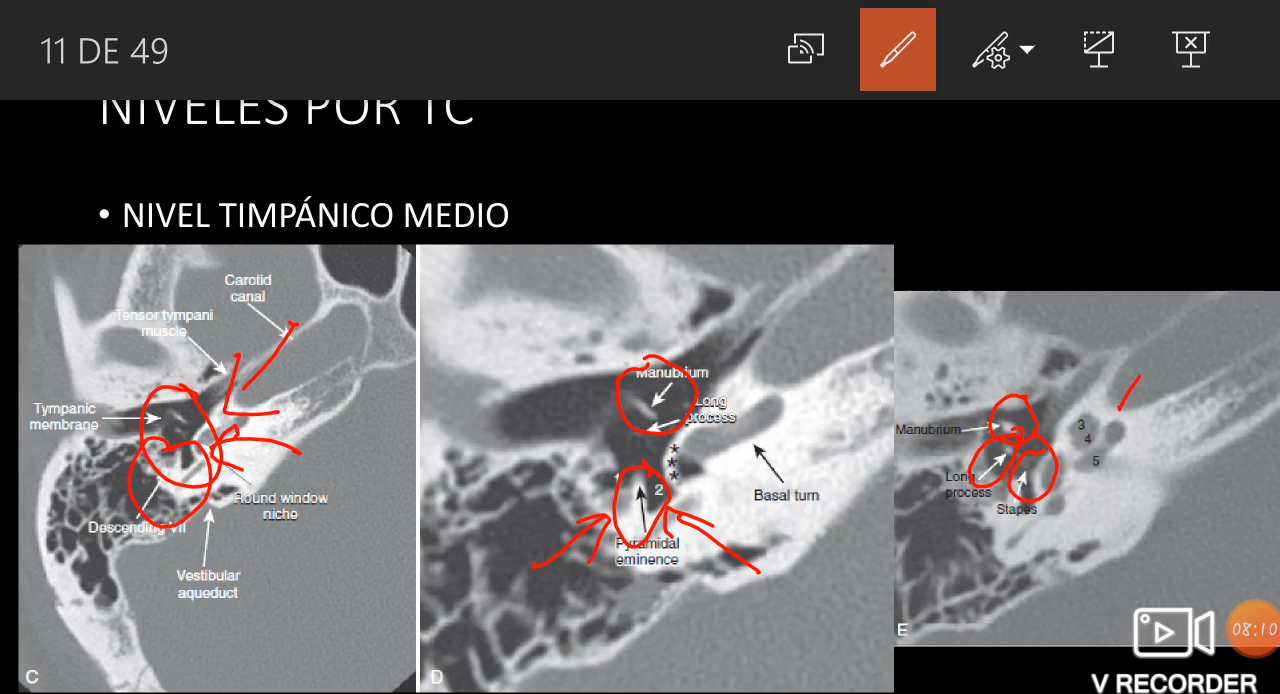 11 DE 49
NIVELES POR TC
• NIVEL TIMPÁNICO MEDIO
Carotid
canal
Tensor tympani
muscle
Tympanic
membrane
Round window
niche
Descending VII
Vestibular
aqueduct
C
Manubrium
Long
process
*
*
*
2
Basal turn
Pyramidal
eminence
D
Manubrium
3
4
5
Long
process
Stapes
E
08:10
V RECORDER